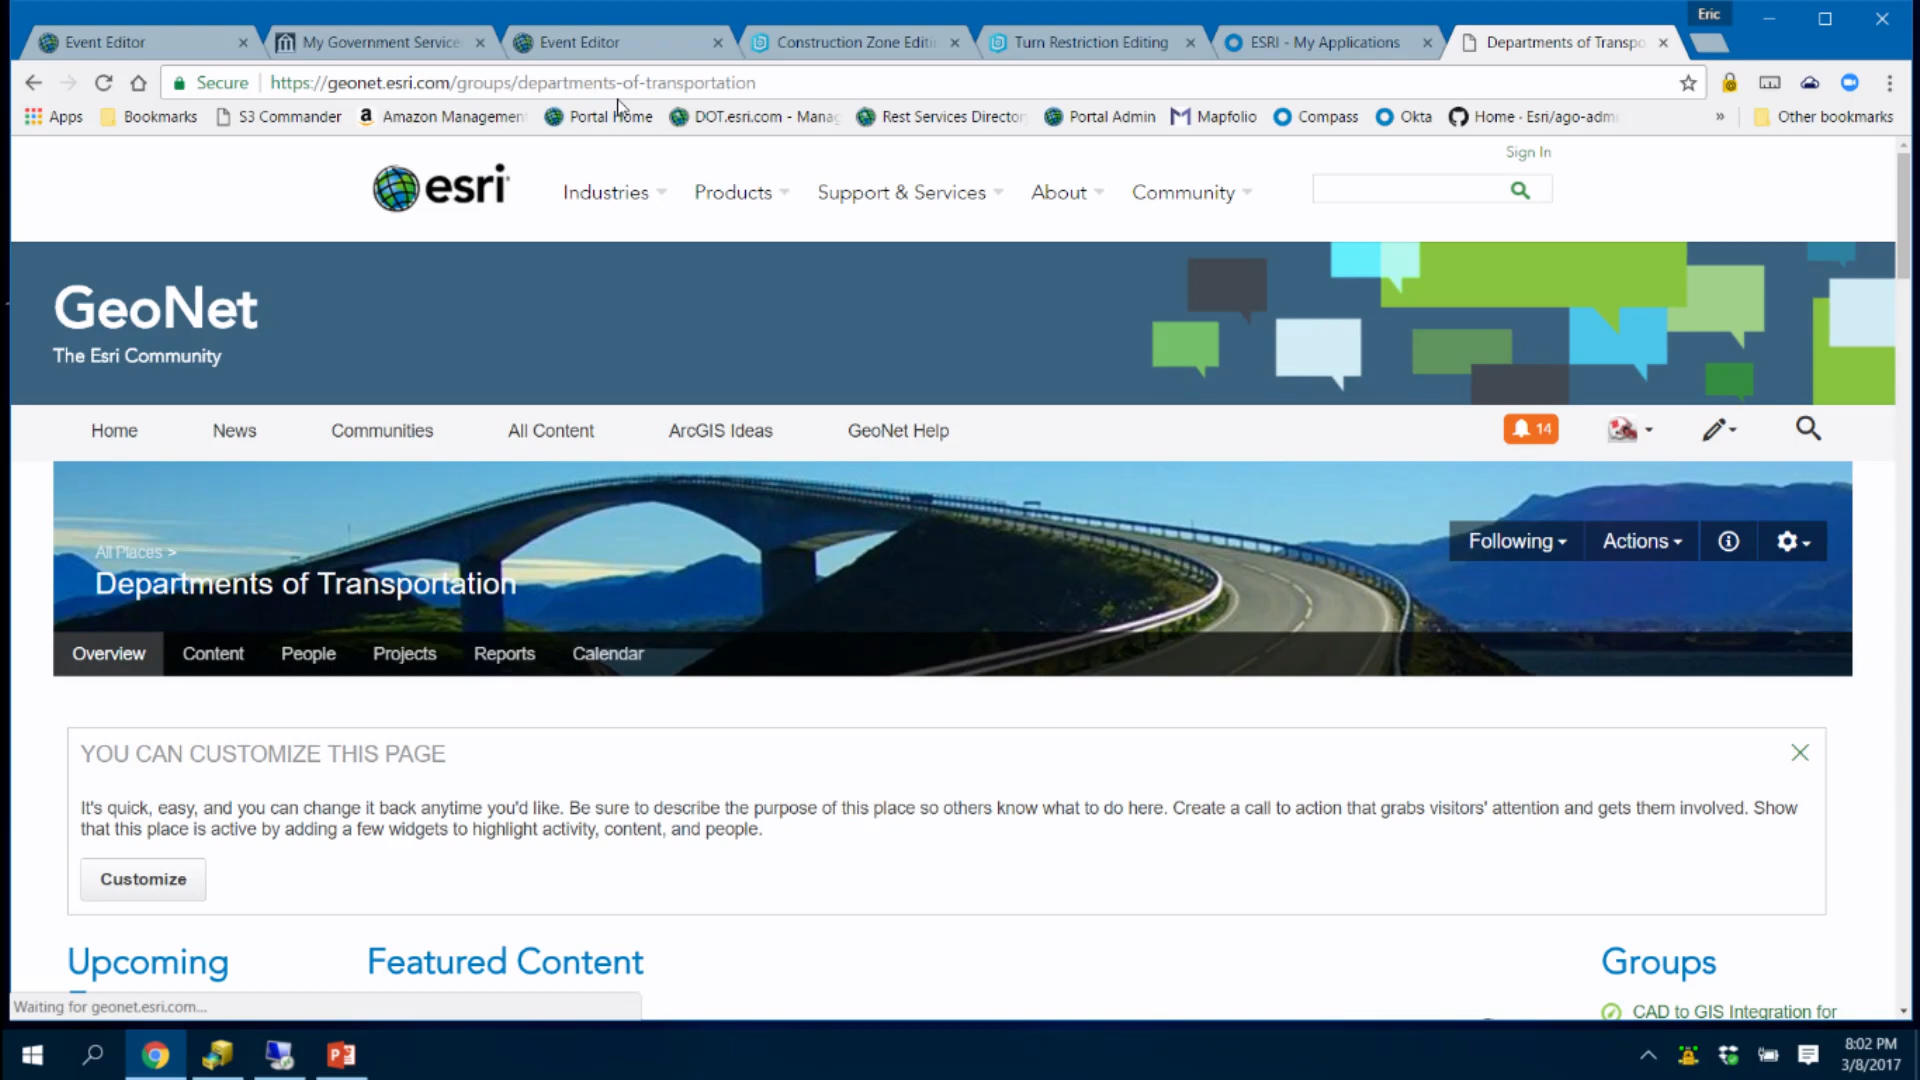 Eric
Event Editor
My Government Service
Event Editor
Construction Zone Editi
Turn Restriction Editing
ESRI - My Applications
Departments of Transpo
Secure
https://geonet.esri.com/groups/departments-of-transportation
Apps
Bookmarks
S3 Commander
Amazon Managemen
Portal Home
DOT.esri.com - Manag
Rest Services Director
Portal Admin
Mapfolio
Compass
Okta
Home · Esri/ago-adm
»
Other bookmarks
esri
Industries
Products
Support & Services
About
Community
Sign In
GeoNet
The Esri Community
Home
News
Communities
All Content
ArcGIS Ideas
GeoNet Help
14
All Places >
Departments of Transportation
Following
Actions
Overview
Content
People
Projects
Reports
Calendar
YOU CAN CUSTOMIZE THIS PAGE
It's quick, easy, and you can change it back anytime you'd like. Be sure to describe the purpose of this place so others know what to do here. Create a call to action that grabs visitors' attention and gets them involved. Show
that this place is active by adding a few widgets to highlight activity, content, and people.
Customize
Upcoming
Featured Content
Groups
CAD to GIS Integration for
Waiting for geonet.esri.com...
8:02 PM
3/8/2017